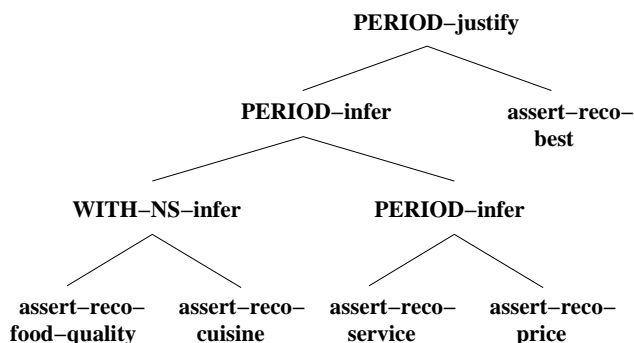 PERIOD–justify
PERIOD–infer
assert–reco–
best
WITH–NS–infer
PERIOD–infer
assert–reco–
food–quality
assert–reco–
cuisine
assert–reco–
service
assert–reco–
price